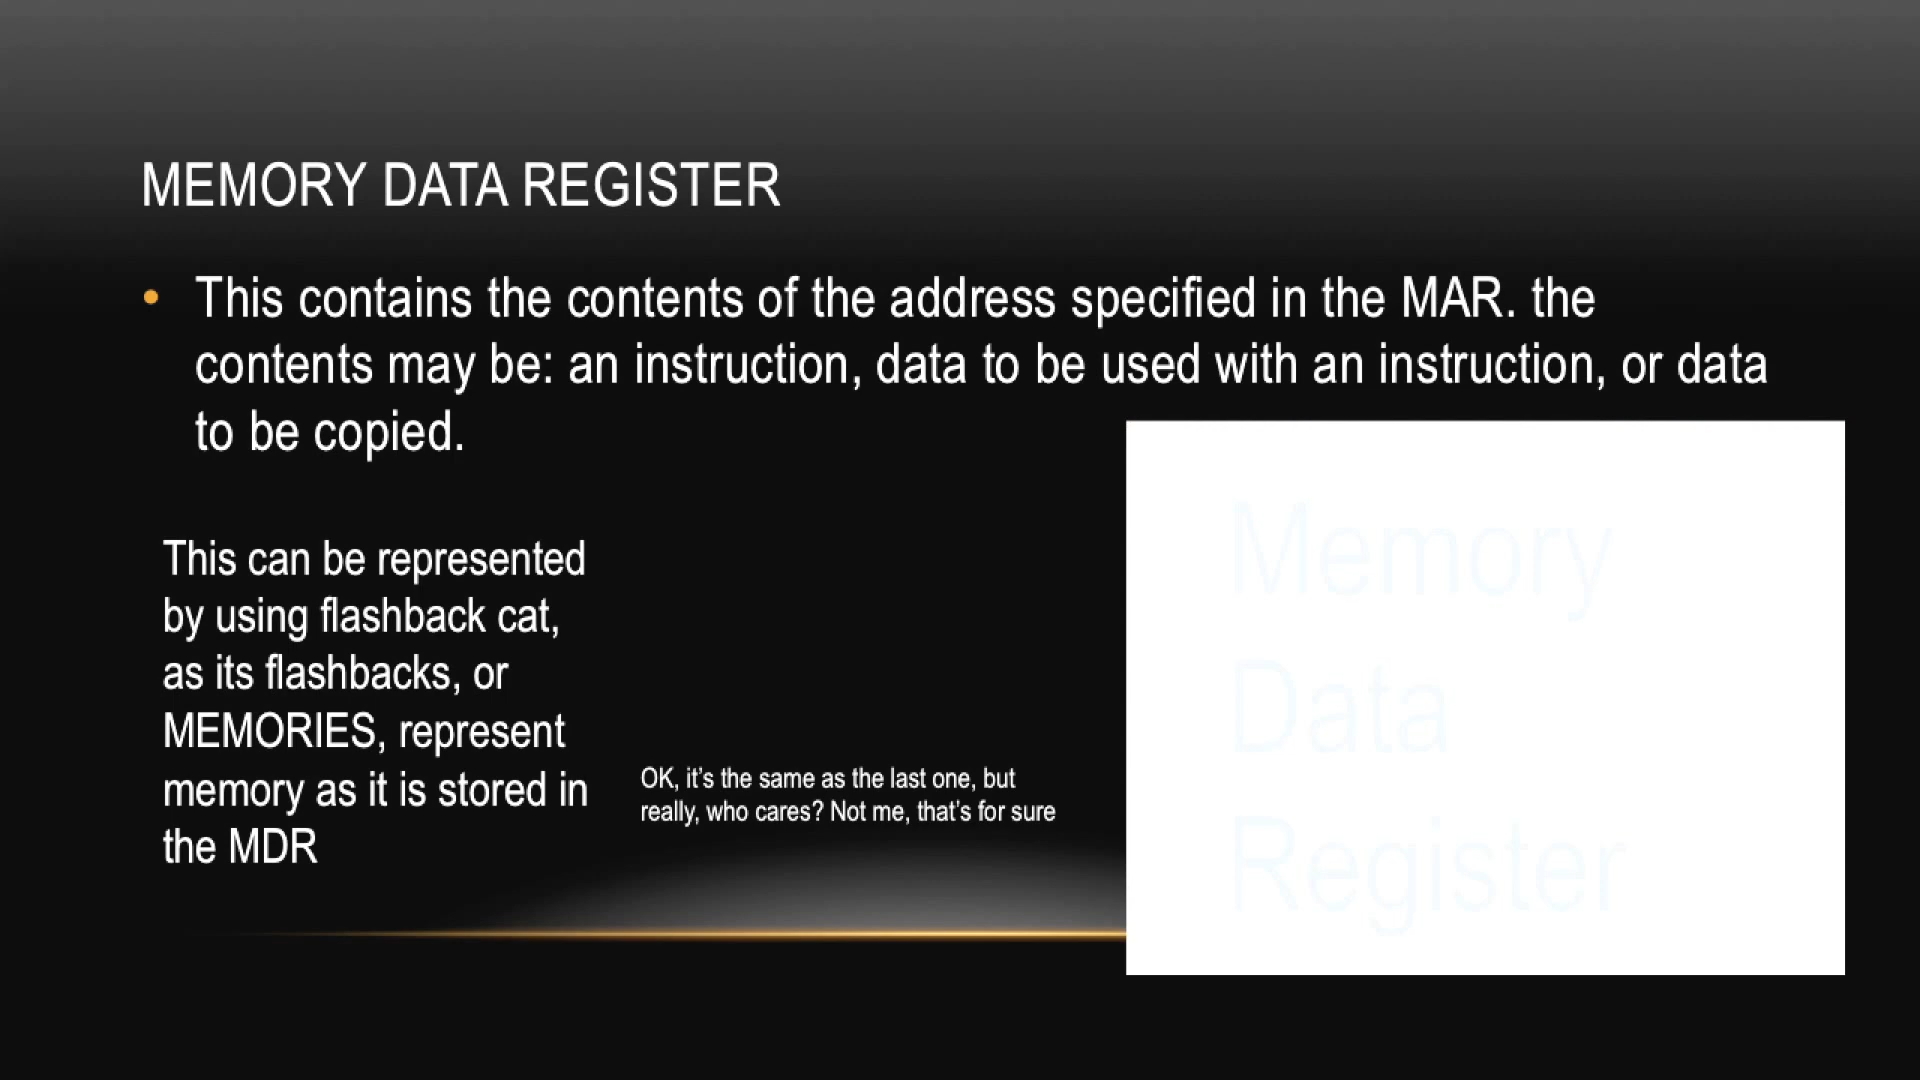 MEMORY DATA REGISTER
• This contains the contents of the address specified in the MAR. the
contents may be: an instruction, data to be used with an instruction, or data
to be copied.
This can be represented
by using flashback cat,
as its flashbacks, or
MEMORIES, represent
memory as it is stored in
the MDR
OK, it’s the same as the last one, but
really, who cares? Not me, that’s for sure
Memory
Data
Register